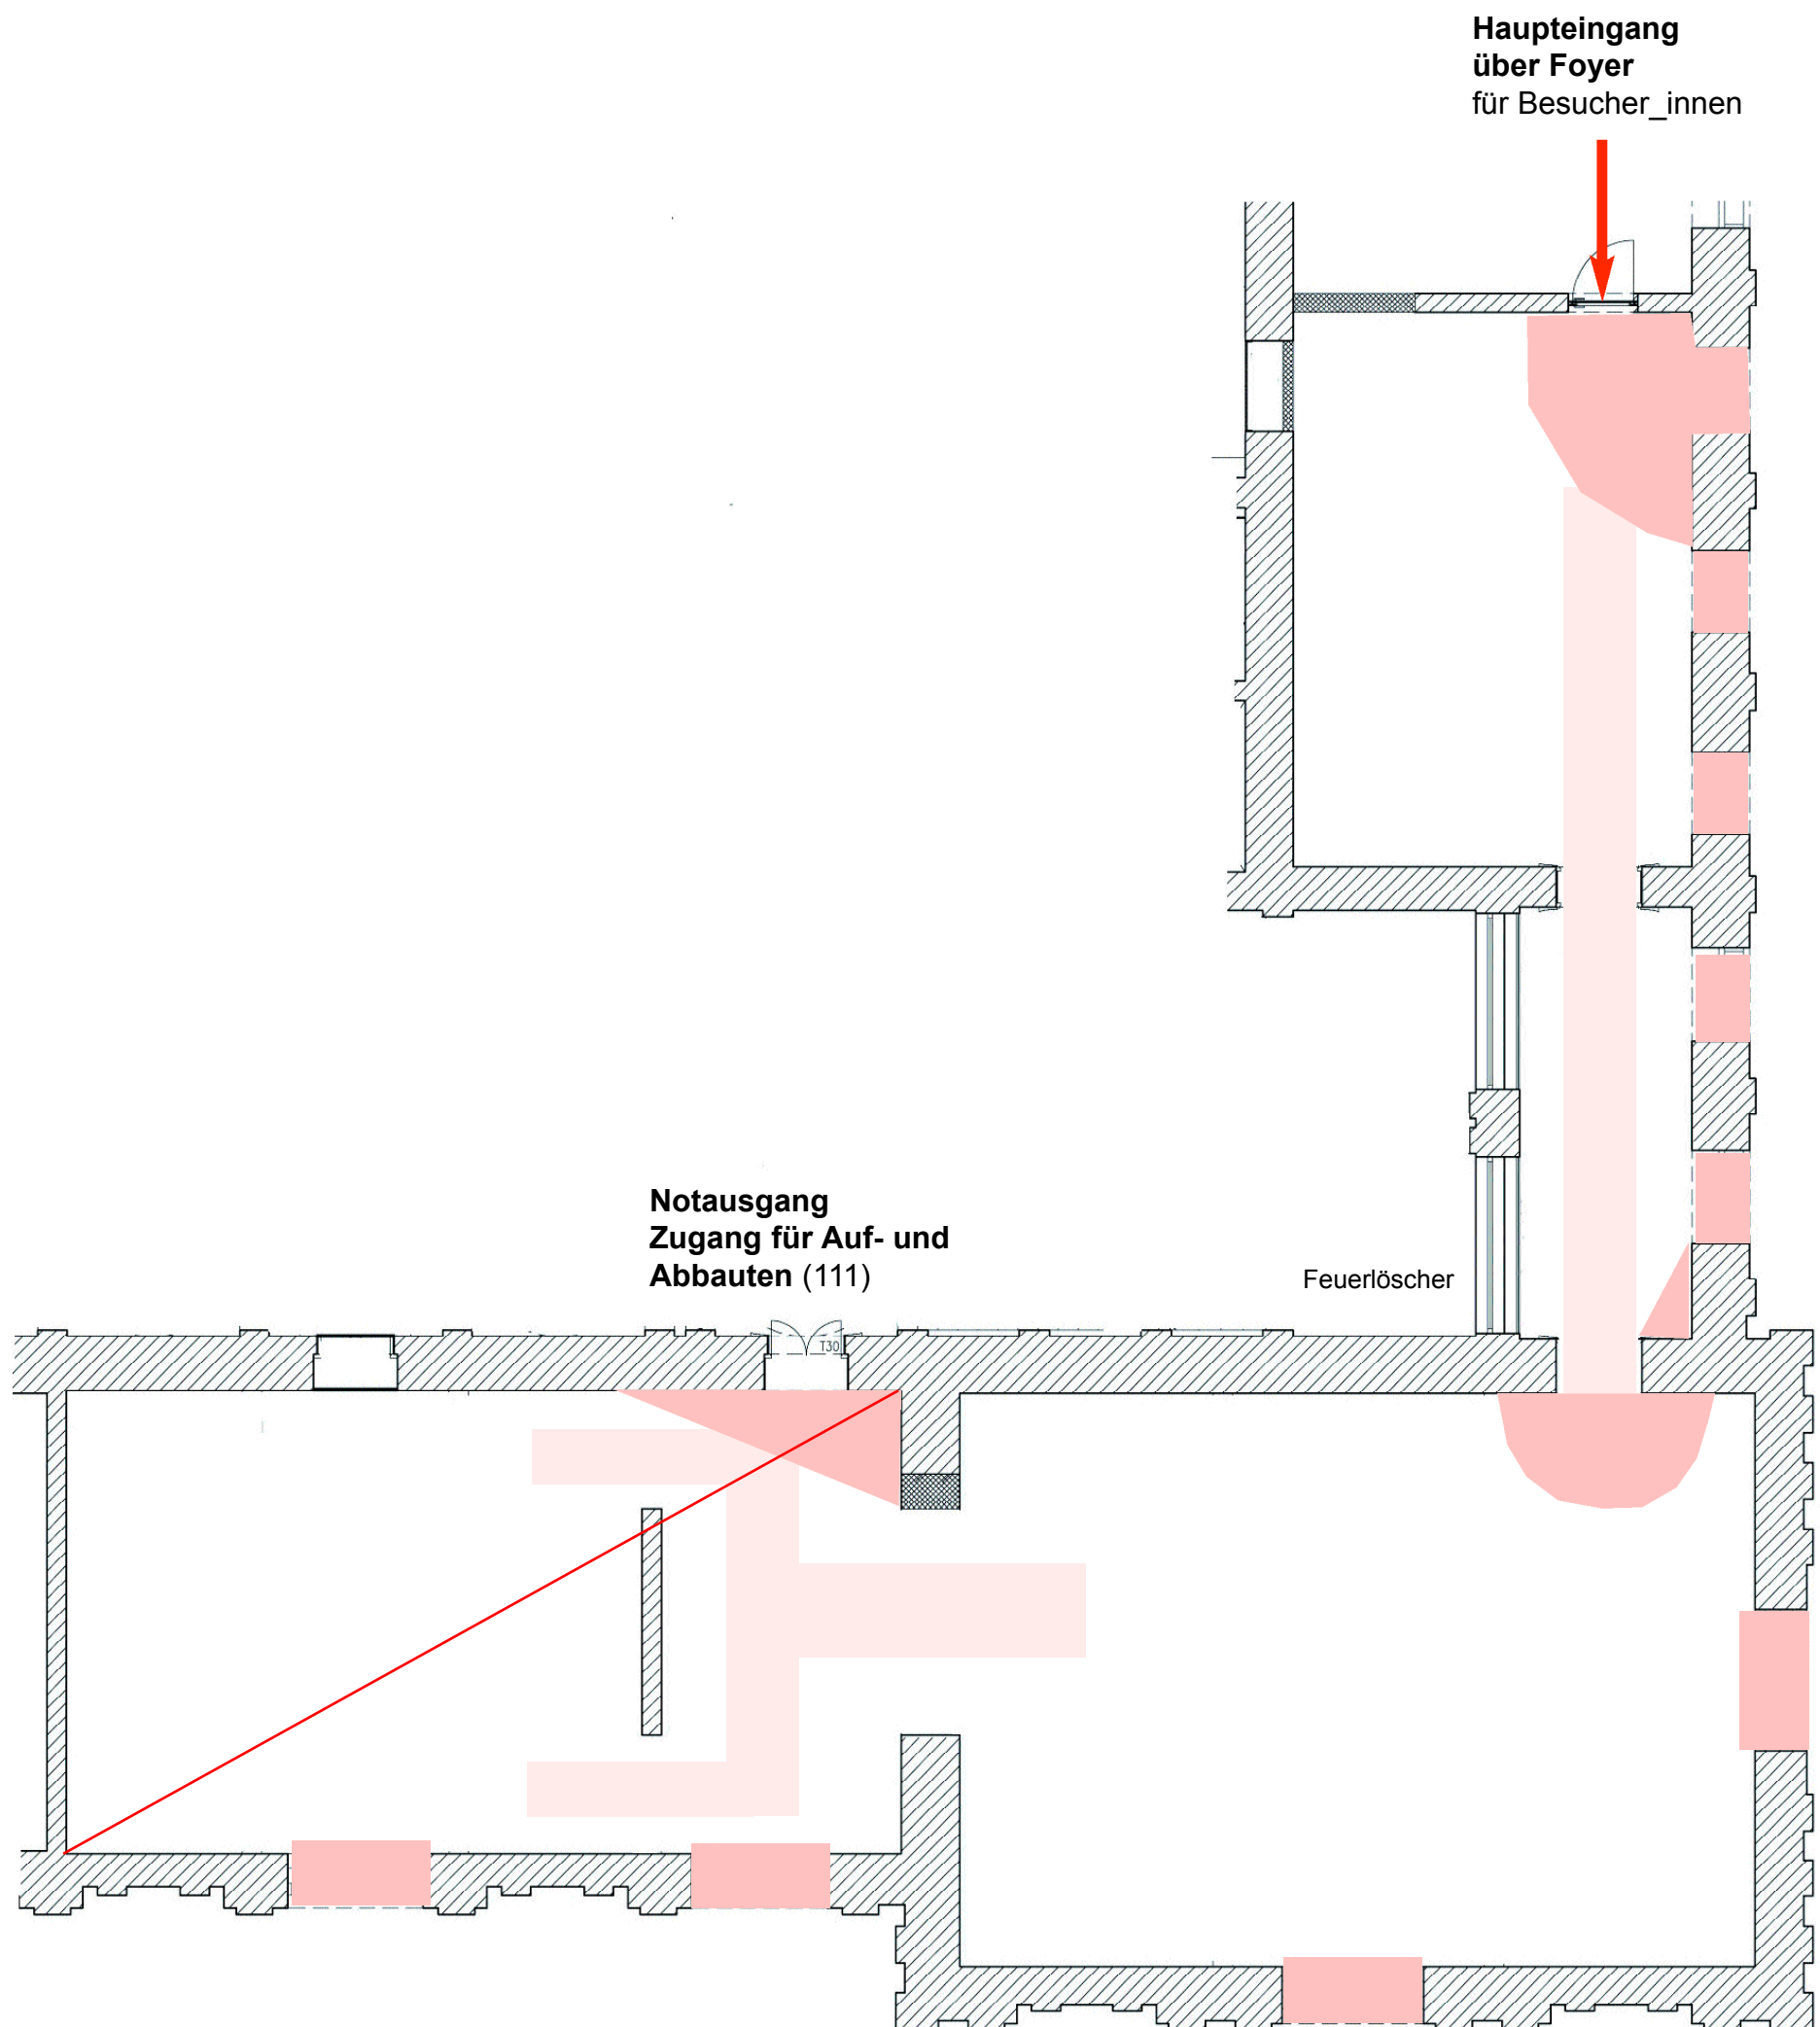 Haupteingang
über Foyer
für Besucher_innen
Notausgang
Zugang für Auf- und
Abbauten (111)
Feuerlöscher
T30